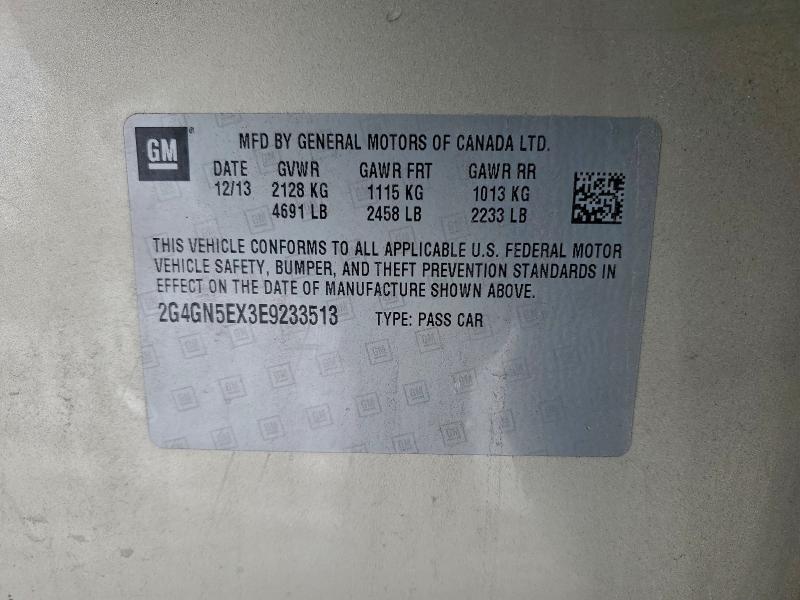 GM
MFD BY GENERAL MOTORS OF CANADA LTD.
DATE GVWR GAWR FRT GAWR RR
12/13 2128 KG 1115 KG 1013 KG
4691 LB 2458 LB 2233 LB
THIS VEHICLE CONFORMS TO ALL APPLICABLE U.S. FEDERAL MOTOR
VEHICLE SAFETY, BUMPER, AND THEFT PREVENTION STANDARDS IN
EFFECT ON THE DATE OF MANUFACTURE SHOWN ABOVE.
2G4GN5EX3E9233513 TYPE: PASS CAR